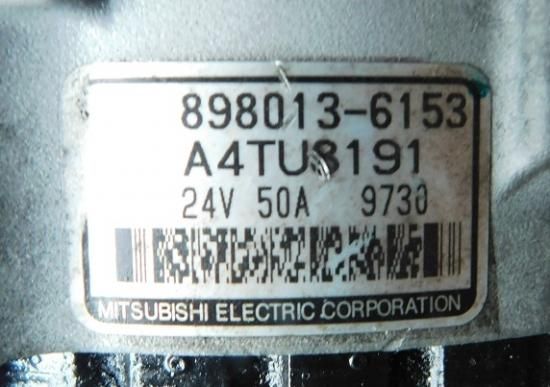 898013-6153
A4TU8191
24V 50A 9730
MITSUBISHI ELECTRIC CORPORATION